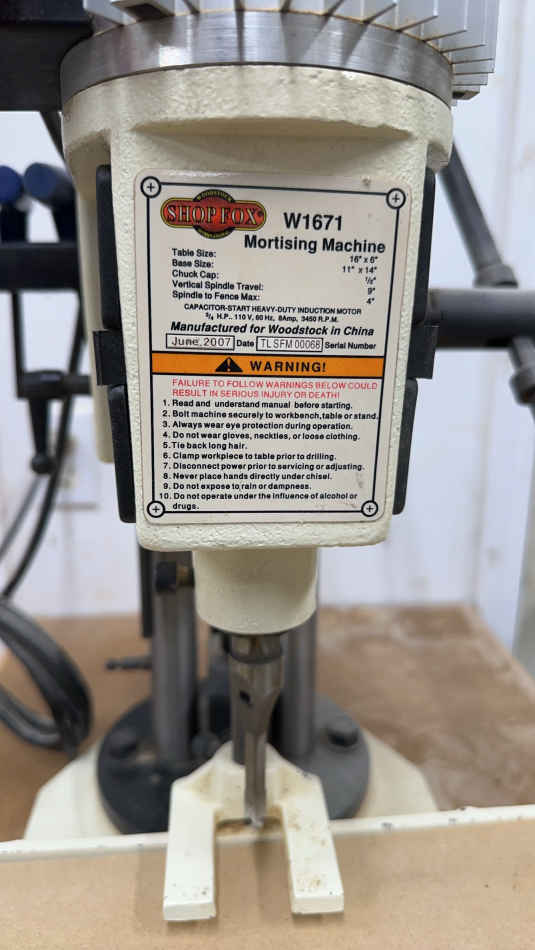 WOODSTOCK
SHOP FOX®
W1671
Mortising Machine
Table Size: 16" x 6"
Base Size: 11" x 14"
Chuck Cap: 1/2"
Vertical Spindle Travel: 9"
Spindle to Fence Max: 4"
CAPACITOR-START HEAVY-DUTY INDUCTION MOTOR
3/4 H.P.. 110 V, 60 Hz, 8Amp, 3450 R.P.M.
Manufactured for Woodstock in China
June,2007 Date TLSFM00068 Serial Number
WARNING!
FAILURE TO FOLLOW WARNINGS BELOW COULD
RESULT IN SERIOUS INJURY OR DEATH!
1. Read and understand manual before starting.
2. Bolt machine securely to workbench,table or stand.
3. Always wear eye protection during operation.
4. Do not wear gloves, neckties, or loose clothing.
5. Tie back long hair.
6. Clamp workpiece to table prior to drilling.
7. Disconnect power prior to servicing or adjusting.
8. Never place hands directly under chisel.
9. Do not expose to rain or dampness.
10. Do not operate under the influence of alcohol or
drugs.